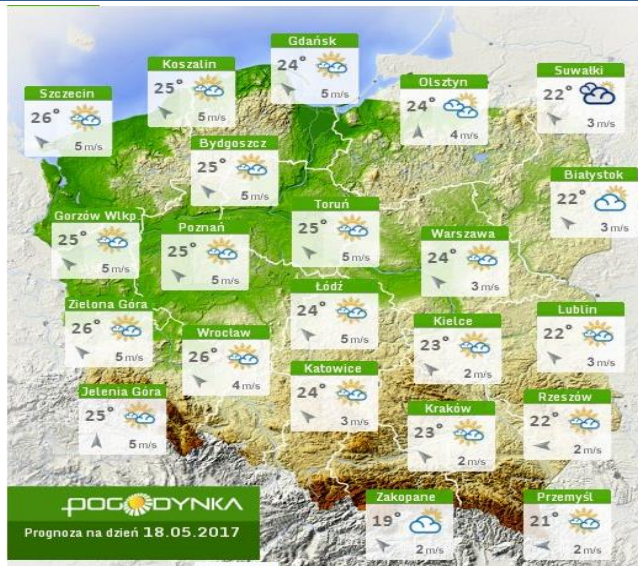 Gdańsk
24°
5 m/s
Koszalin
25°
5 m/s
Suwałki
22°
3 m/s
Olsztyn
24°
4 m/s
Szczecin
26°
5 m/s
Bydgoszcz
25°
5 m/s
Białystok
22°
3 m/s
Toruń
25°
5 m/s
Gorzów Wlkp.
25°
5 m/s
Poznań
25°
5 m/s
Warszawa
24°
3 m/s
Łódź
24°
5 m/s
Zielona Góra
26°
5 m/s
Lublin
22°
3 m/s
Kielce
23°
2 m/s
Wrocław
26°
4 m/s
Katowice
24°
3 m/s
Jelenia Góra
25°
5 m/s
Rzeszów
22°
2 m/s
Kraków
23°
2 m/s
Zakopane
19°
2 m/s
Przemyśl
21°
2 m/s
POGODYNKA
Prognoza na dzień 18.05.2017